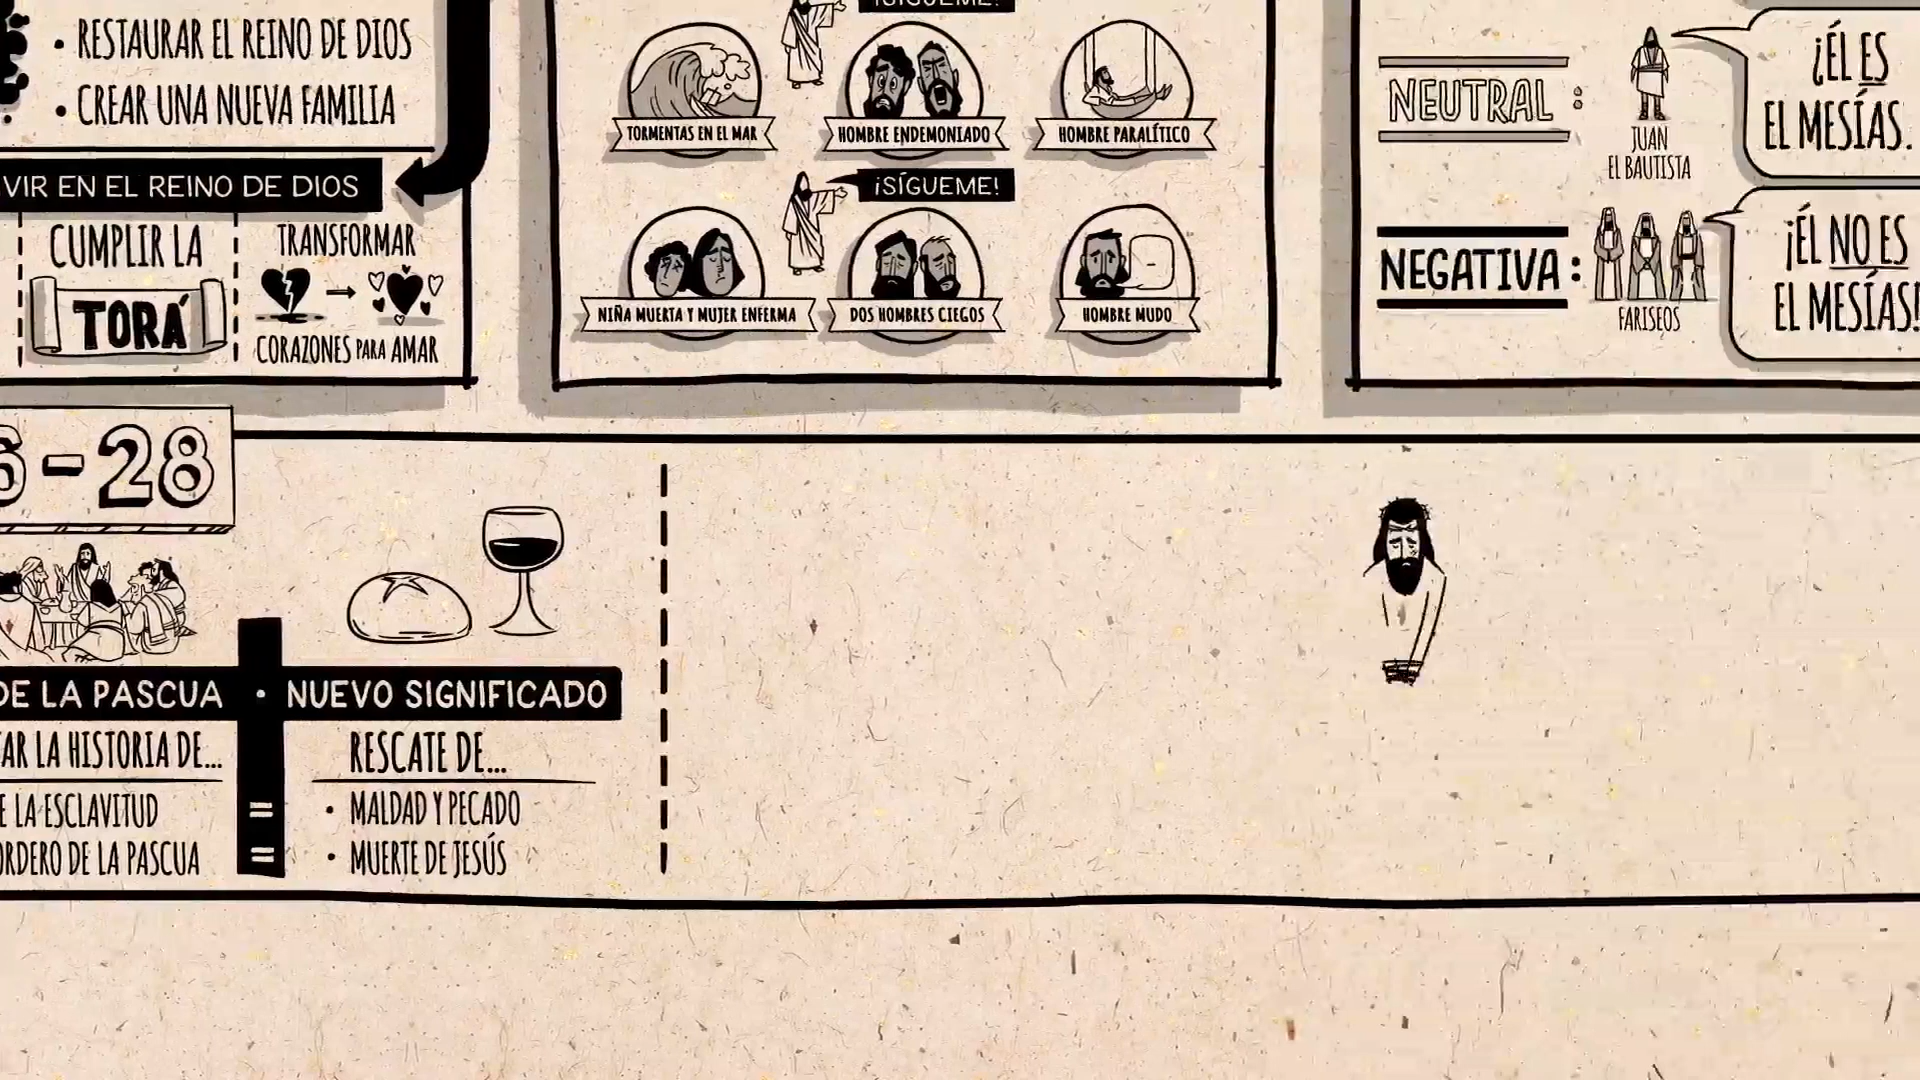 • RESTAURAR EL REINO DE DIOS
• CREAR UNA NUEVA FAMILIA
VIR EN EL REINO DE DIOS
CUMPLIR LA
TORÁ
TRANSFORMAR
CORAZONES PARA AMAR
¡SÍGUEME!
TORMENTAS EN EL MAR
HOMBRE ENDEMONIADO
HOMBRE PARALÍTICO
¡SÍGUEME!
NIÑA MUERTA Y MUJER ENFERMA
DOS HOMBRES CIEGOS
HOMBRE MUDO
NEUTRAL :
JUAN
EL BAUTISTA
¡ÉL ES
EL MESÍAS.
NEGATIVA :
FARISEOS
¡ÉL NO ES
EL MESÍAS!
6-28
DE LA PASCUA • NUEVO SIGNIFICADO
AR LA HISTORIA DE...
E LA ESCLAVITUD =
ORDERO DE LA PASCUA =
RESCATE DE...
• MALDAD Y PECADO
• MUERTE DE JESÚS